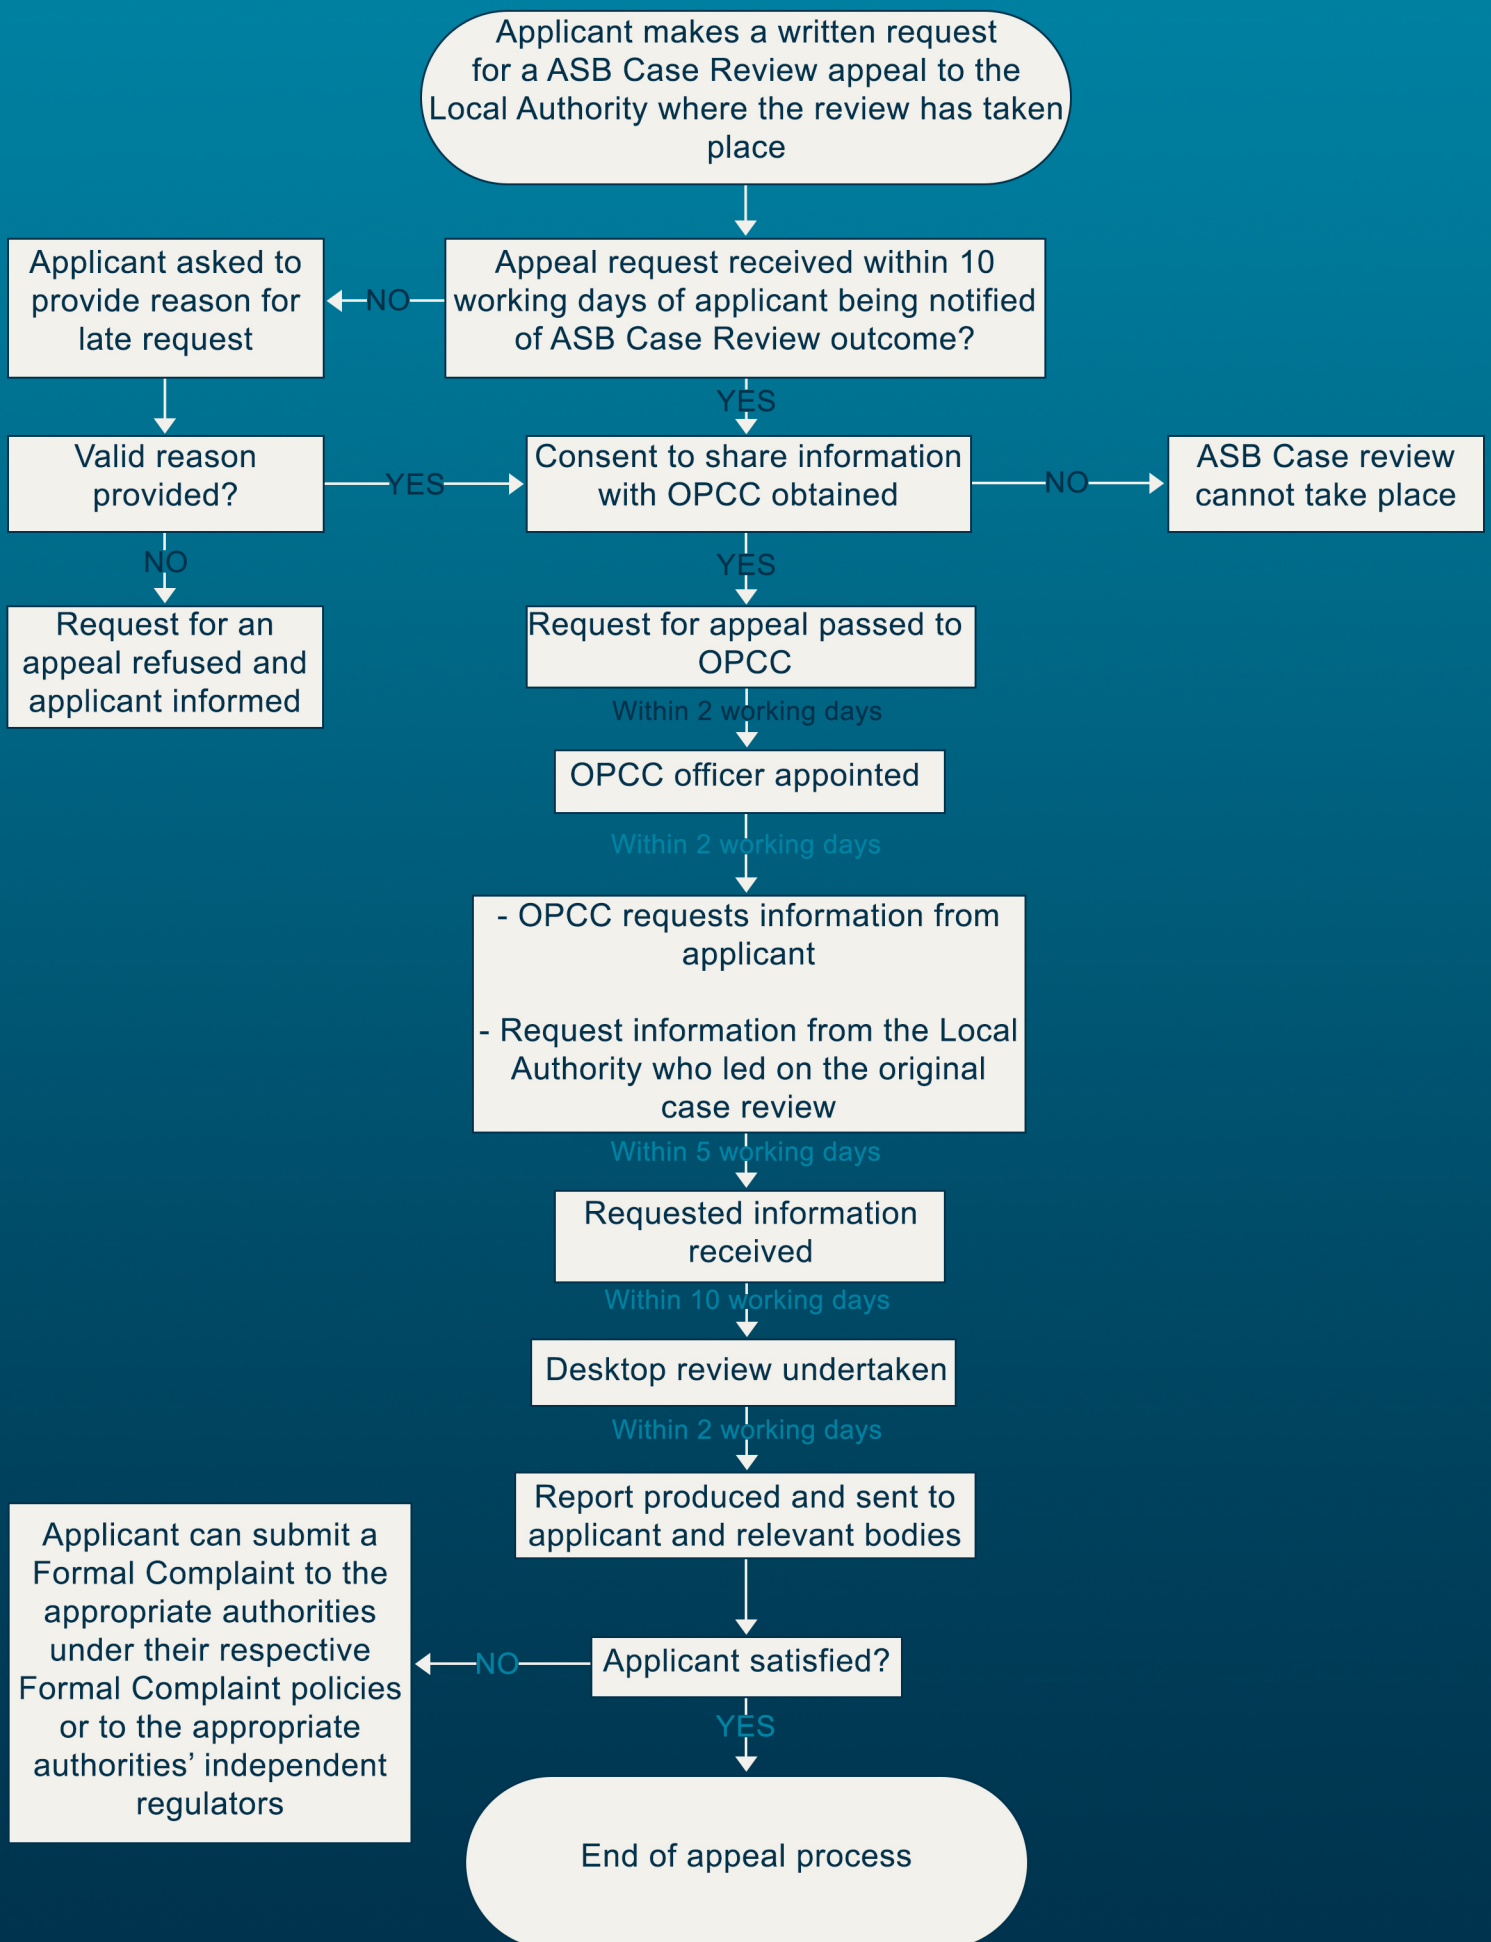 Applicant makes a written request
for a ASB Case Review appeal to the
Local Authority where the review has taken
place
Applicant asked to
provide reason for
late request
NO
Appeal request received within 10
working days of applicant being notified
of ASB Case Review outcome?
YES
Valid reason
provided?
YES
Consent to share information
with OPCC obtained
NO
ASB Case review
cannot take place
NO
YES
Request for an
appeal refused and
applicant informed
Request for appeal passed to
OPCC
Within 2 working days
OPCC officer appointed
Within 2 working days
- OPCC requests information from
applicant
- Request information from the Local
Authority who led on the original
case review
Within 5 working days
Requested information
received
Within 10 working days
Desktop review undertaken
Within 2 working days
Report produced and sent to
applicant and relevant bodies
Applicant can submit a
Formal Complaint to the
appropriate authorities
under their respective
Formal Complaint policies
or to the appropriate
authorities’ independent
regulators
NO
Applicant satisfied?
YES
End of appeal process